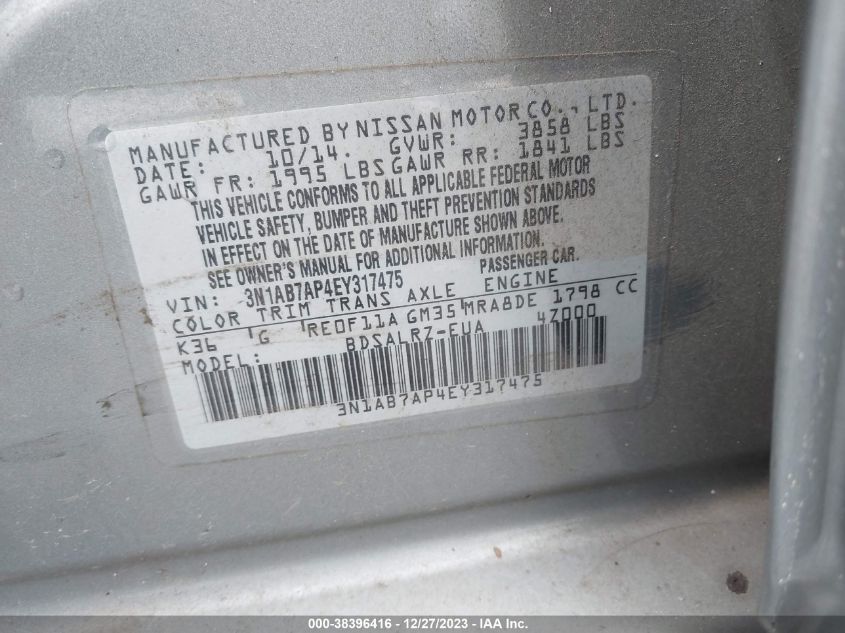 MANUFACTURED BY NISSAN MOTOR CO., LTD.
DATE: 10/14. GVWR: 3858 LBS
GAWR FR: 1995 LBS GAWR RR: 1841 LBS
THIS VEHICLE CONFORMS TO ALL APPLICABLE FEDERAL MOTOR
VEHICLE SAFETY, BUMPER AND THEFT PREVENTION STANDARDS
IN EFFECT ON THE DATE OF MANUFACTURE SHOWN ABOVE.
SEE OWNER'S MANUAL FOR ADDITIONAL INFORMATION.
VIN: 3N1AB7AP4EY317475 PASSENGER CAR.
COLOR TRIM TRANS AXLE ENGINE
K36 'G 'RE0F11A GM35'MRA8DE 1798 CC
MODEL: BDSALRZ-EUA 4Z000
3N1AB7AP4EY317475
000-38396416 - 12/27/2023 - IAA Inc.